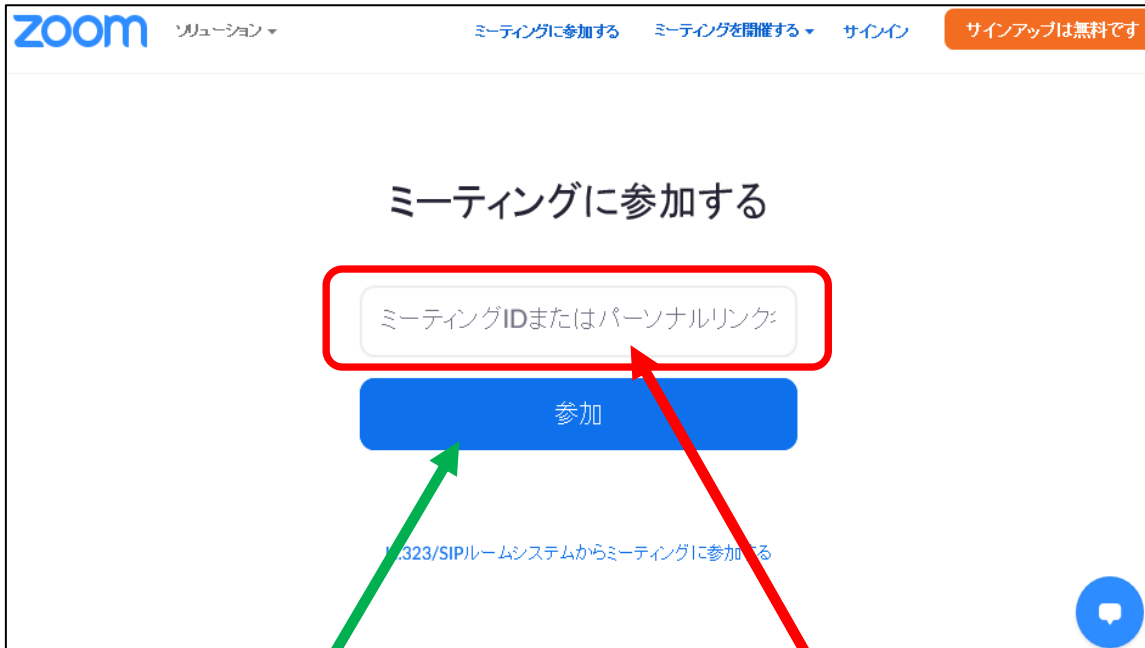 zoom
ソリューション
ミーティングに参加する
ミーティングを開催する
サインイン
サインアップは無料です
ミーティングに参加する
ミーティングIDまたはパーソナルリンク
参加
.323/SIPルームシステムからミーティングに参加する